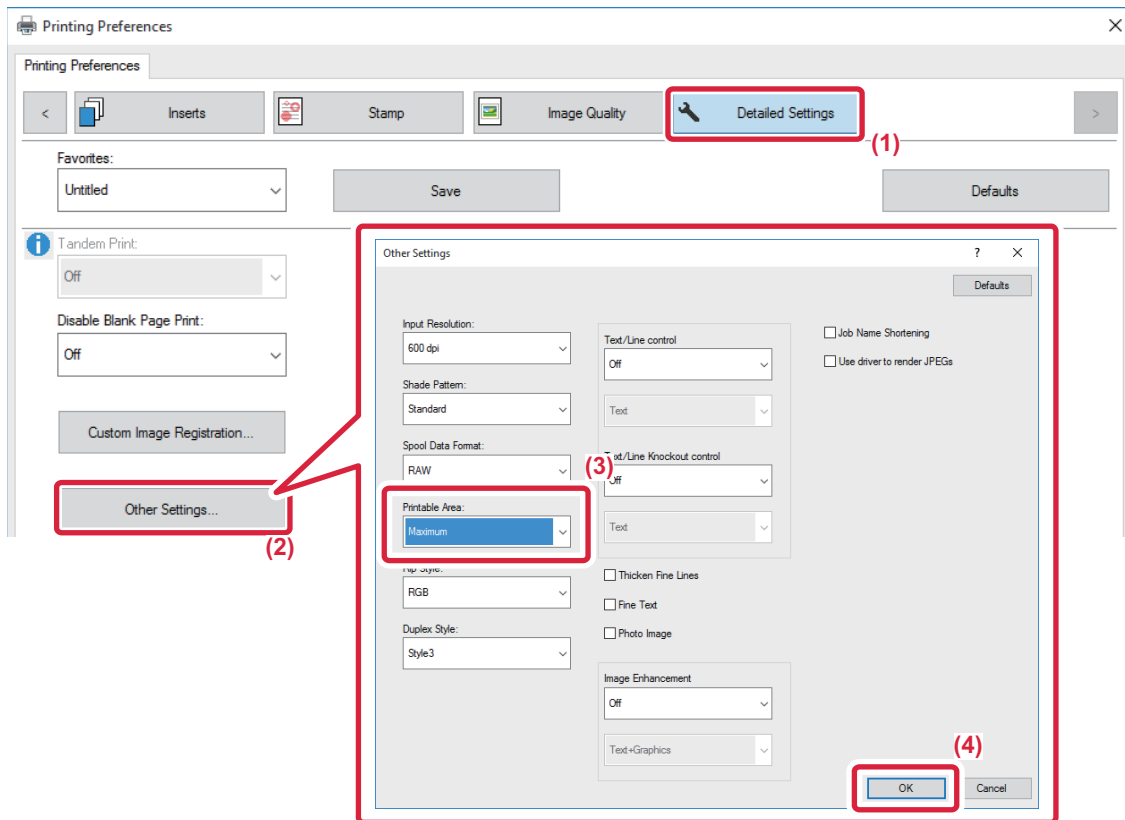 Printing Preferences
Printing Preferences
<
Inserts
Stamp
Image Quality
Detailed Settings
>
(1)
Favorites:
Untitled
Save
Defaults
Tandem Print:
Off
Disable Blank Page Print:
Off
Custom Image Registration...
Other Settings...
(2)
Other Settings
?
Defaults
Input Resolution:
600 dpi
Shade Pattern:
Standard
Spool Data Format:
RAW
(3)
Printable Area:
Maximum
Rip Style:
RGB
Duplex Style:
Style3
Text/Line control
Off
Text
Text/Line Knockout control
Off
Text
Thicken Fine Lines
Fine Text
Photo Image
Image Enhancement
Off
Text+Graphics
Job Name Shortening
Use driver to render JPEGs
(4)
OK
Cancel